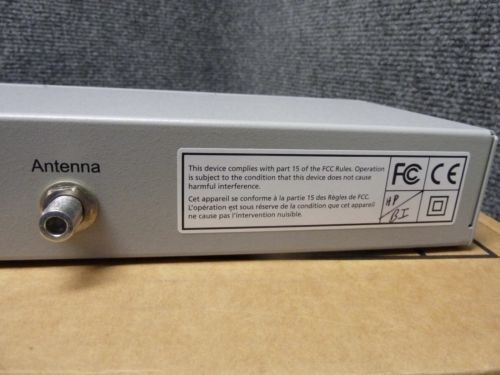 Antenna
This device complies with part 15 of the FCC Rules. Operation
is subject to the condition that this device does not cause
harmful interference.
Cet appareil se conforme à la partie 15 des Règles de FCC.
L'opération est sous réserve de la condition que cet appareil
ne cause pas l'intervention nuisible.
FC CE
HP
BI